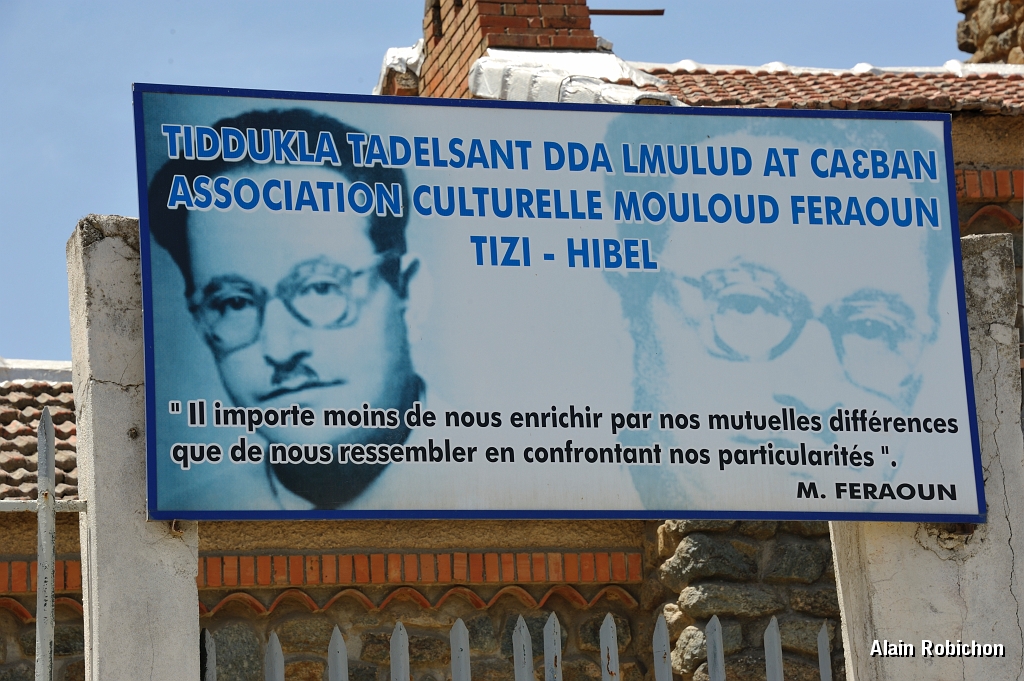 TIDDUKLA TADELSANT DDA LMULUD AT CAƐBAN
ASSOCIATION CULTURELLE MOULOUD FERAOUN
TIZI - HIBEL
" Il importe moins de nous enrichir par nos mutuelles différences
que de nous ressembler en confrontant nos particularités ".
M. FERAOUN
Alain Robichon